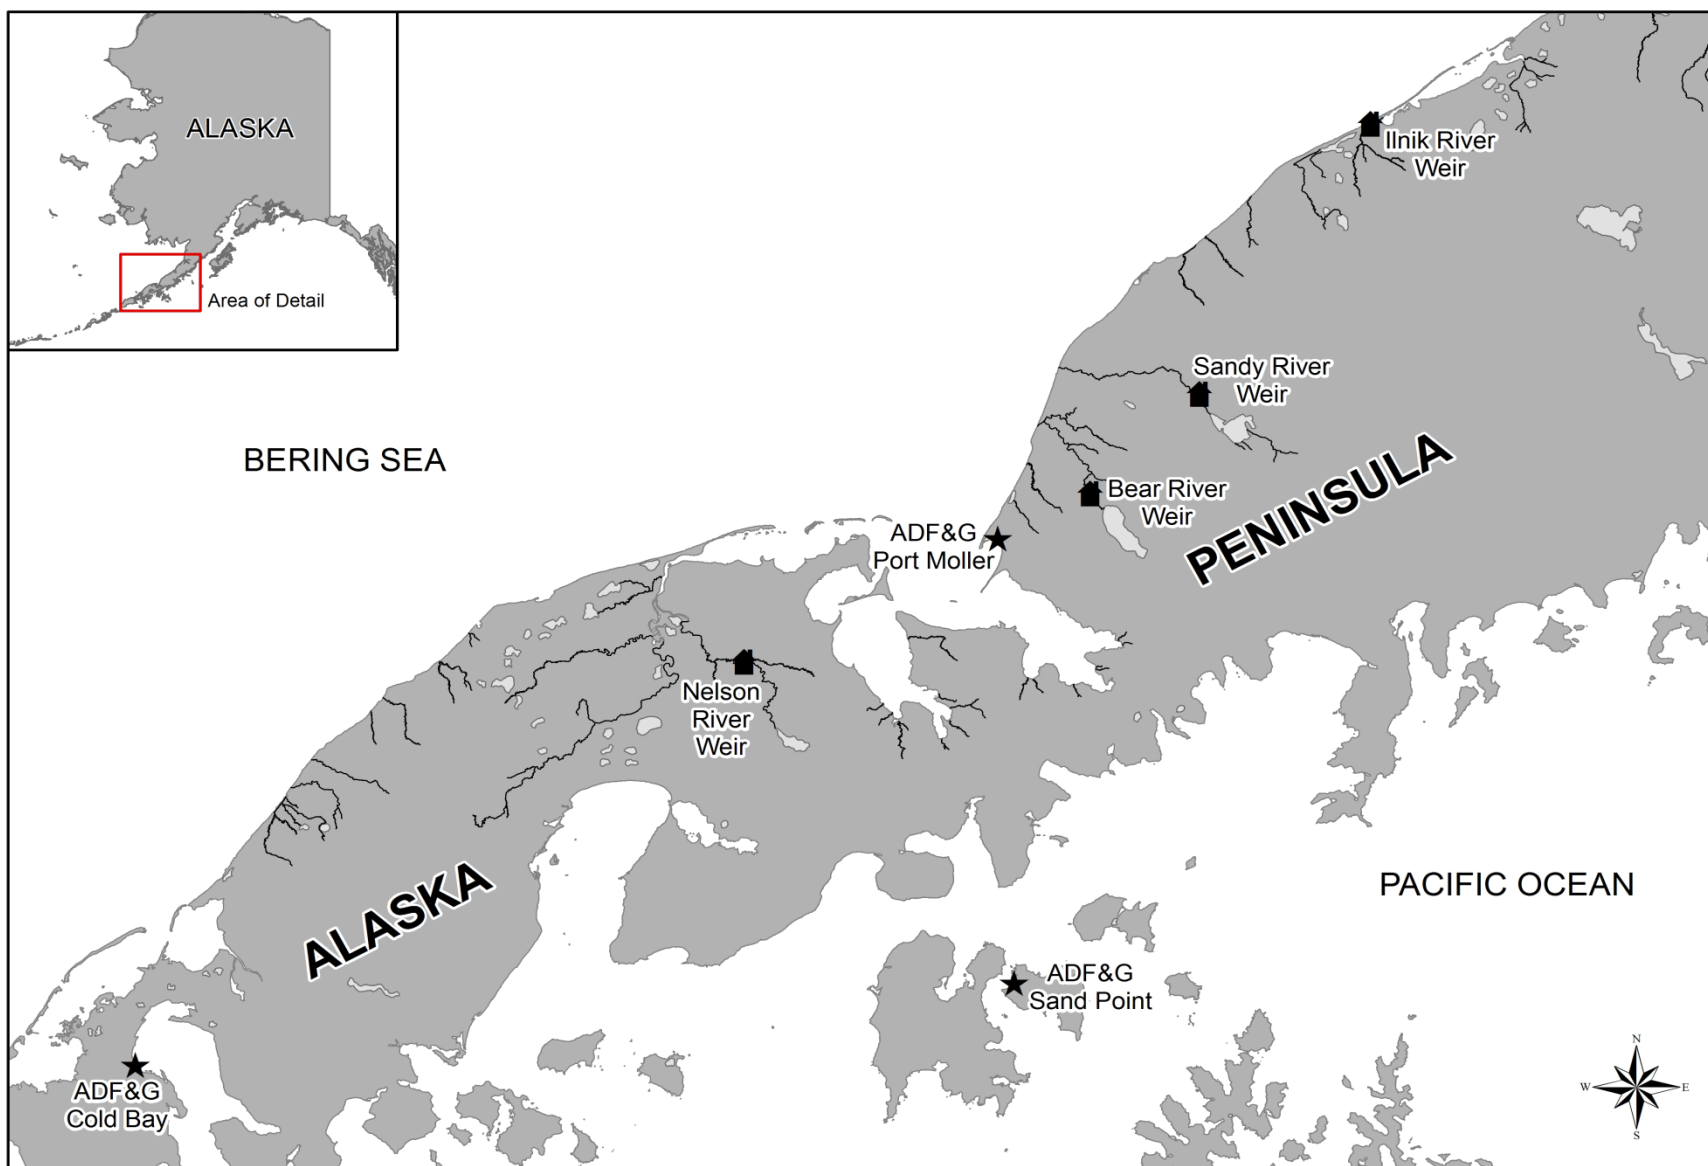 ALASKA
Area of Detail
Ilnik River
Weir
Sandy River
Weir
BERING SEA
PENINSULA
Bear River
Weir
ADF&G
Port Moller
Nelson
River
Weir
ALASKA
PACIFIC OCEAN
ADF&G
Sand Point
ADF&G
Cold Bay
N
W
E
S